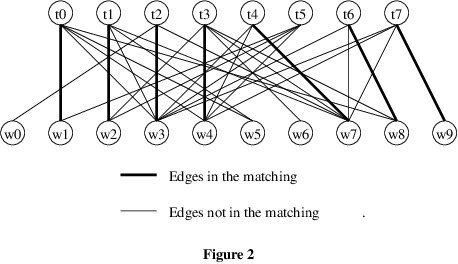 t0 t1 t2 t3 t4 t5 t6 t7
w0 w1 w2 w3 w4 w5 w6 w7 w8 w9
Edges in the matching
Edges not in the matching .
Figure 2